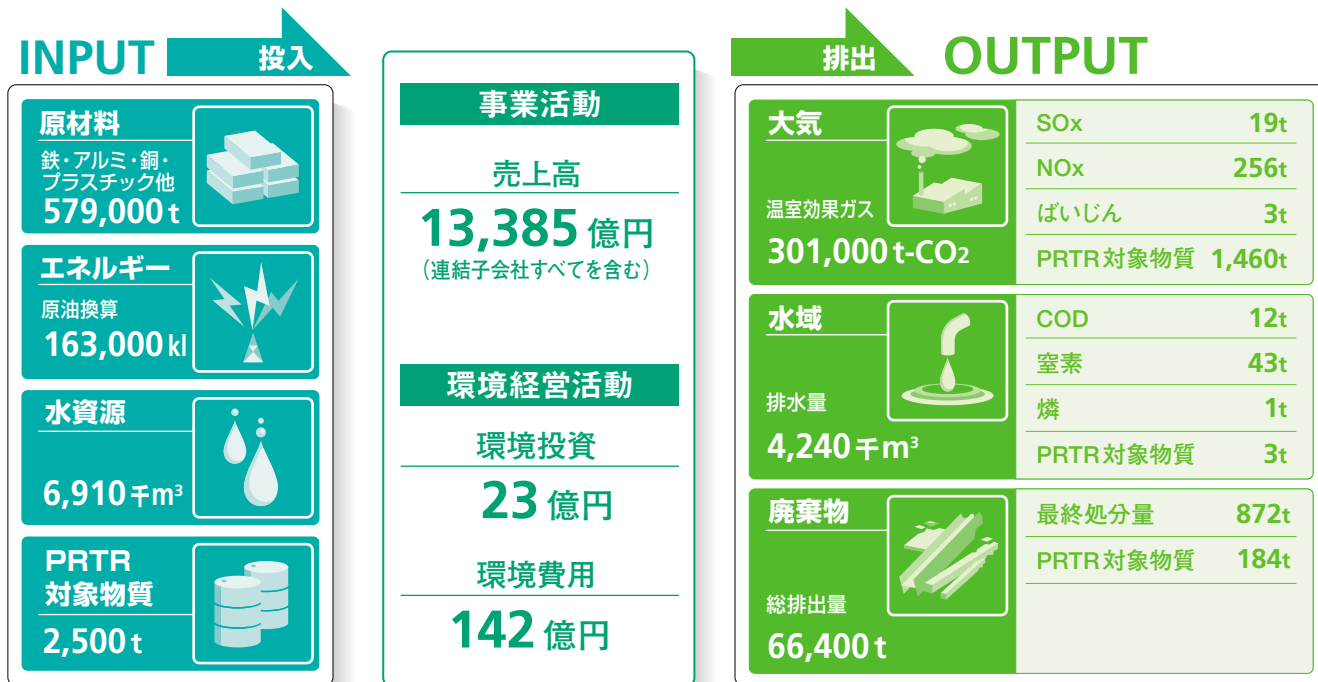 INPUT
投入
原材料
鉄・アルミ・銅・
プラスチック他
579,000 t
エネルギー
原油換算
163,000 kl
水資源
6,910 千m³
PRTR
対象物質
2,500 t
事業活動
売上高
13,385 億円
（連結子会社すべてを含む）
環境経営活動
環境投資
23 億円
環境費用
142 億円
排出
OUTPUT
大気
温室効果ガス
301,000 t-CO₂
SOx 19t
NOx 256t
ばいじん 3t
PRTR対象物質 1,460t
水域
排水量
4,240 千m³
COD 12t
窒素 43t
燐 1t
PRTR対象物質 3t
廃棄物
総排出量
66,400 t
最終処分量 872t
PRTR対象物質 184t